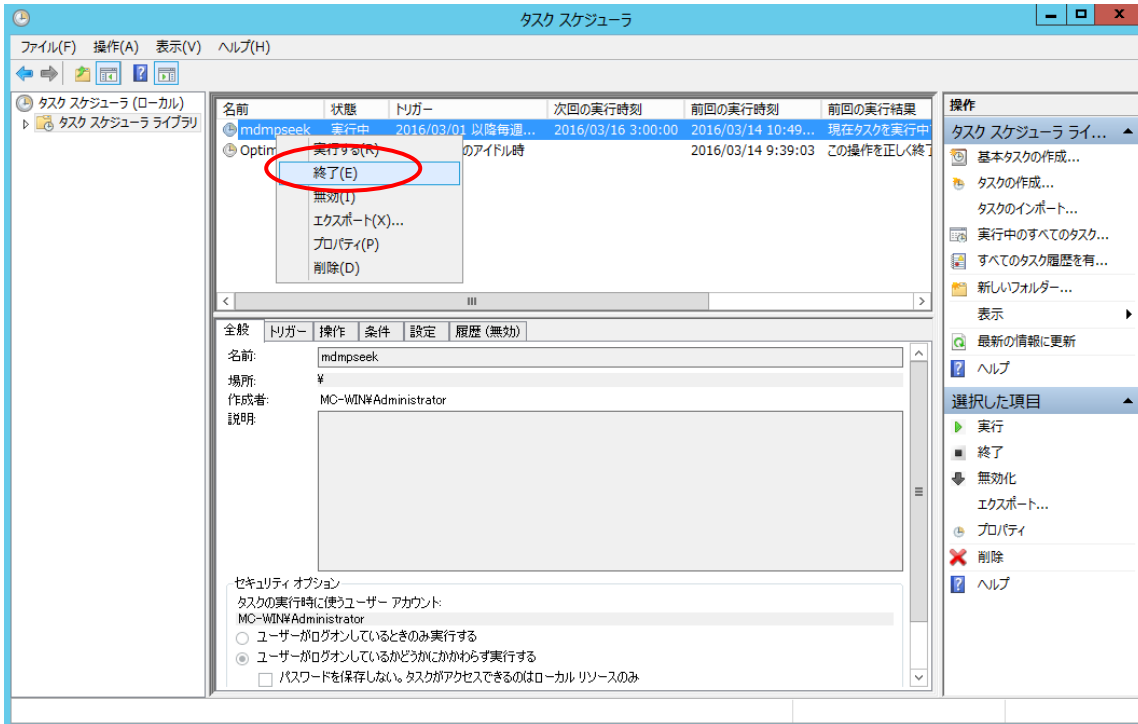 タスク スケジューラ
ファイル(F) 操作(A) 表示(V) ヘルプ(H)
タスク スケジューラ (ローカル)
タスク スケジューラ ライブラリ
名前 状態 トリガー 次回の実行時刻 前回の実行時刻 前回の実行結果
mdmpseek 実行中 2016/03/01 以降毎週... 2016/03/16 3:00:00 2016/03/14 10:49... 現在タスクを実行中
Optim のアイドル時 2016/03/14 9:39:03 この操作を正しく終
実行する(R)
終了(E)
無効(I)
エクスポート(X)...
プロパティ(P)
削除(D)
全般 トリガー 操作 条件 設定 履歴 (無効)
名前: mdmpseek
場所: ¥
作成者: MC-WIN¥Administrator
説明:
セキュリティ オプション
タスクの実行時に使うユーザー アカウント:
MC-WIN¥Administrator
ユーザーがログオンしているときのみ実行する
ユーザーがログオンしているかどうかにかかわらず実行する
パスワードを保存しない。タスクがアクセスできるのはローカル リソースのみ
操作
タスク スケジューラ ライ...
基本タスクの作成...
タスクの作成...
タスクのインポート...
実行中のすべてのタスク...
すべてのタスク履歴を有...
新しいフォルダー...
表示
最新の情報に更新
ヘルプ
選択した項目
実行
終了
無効化
エクスポート...
プロパティ
削除
ヘルプ